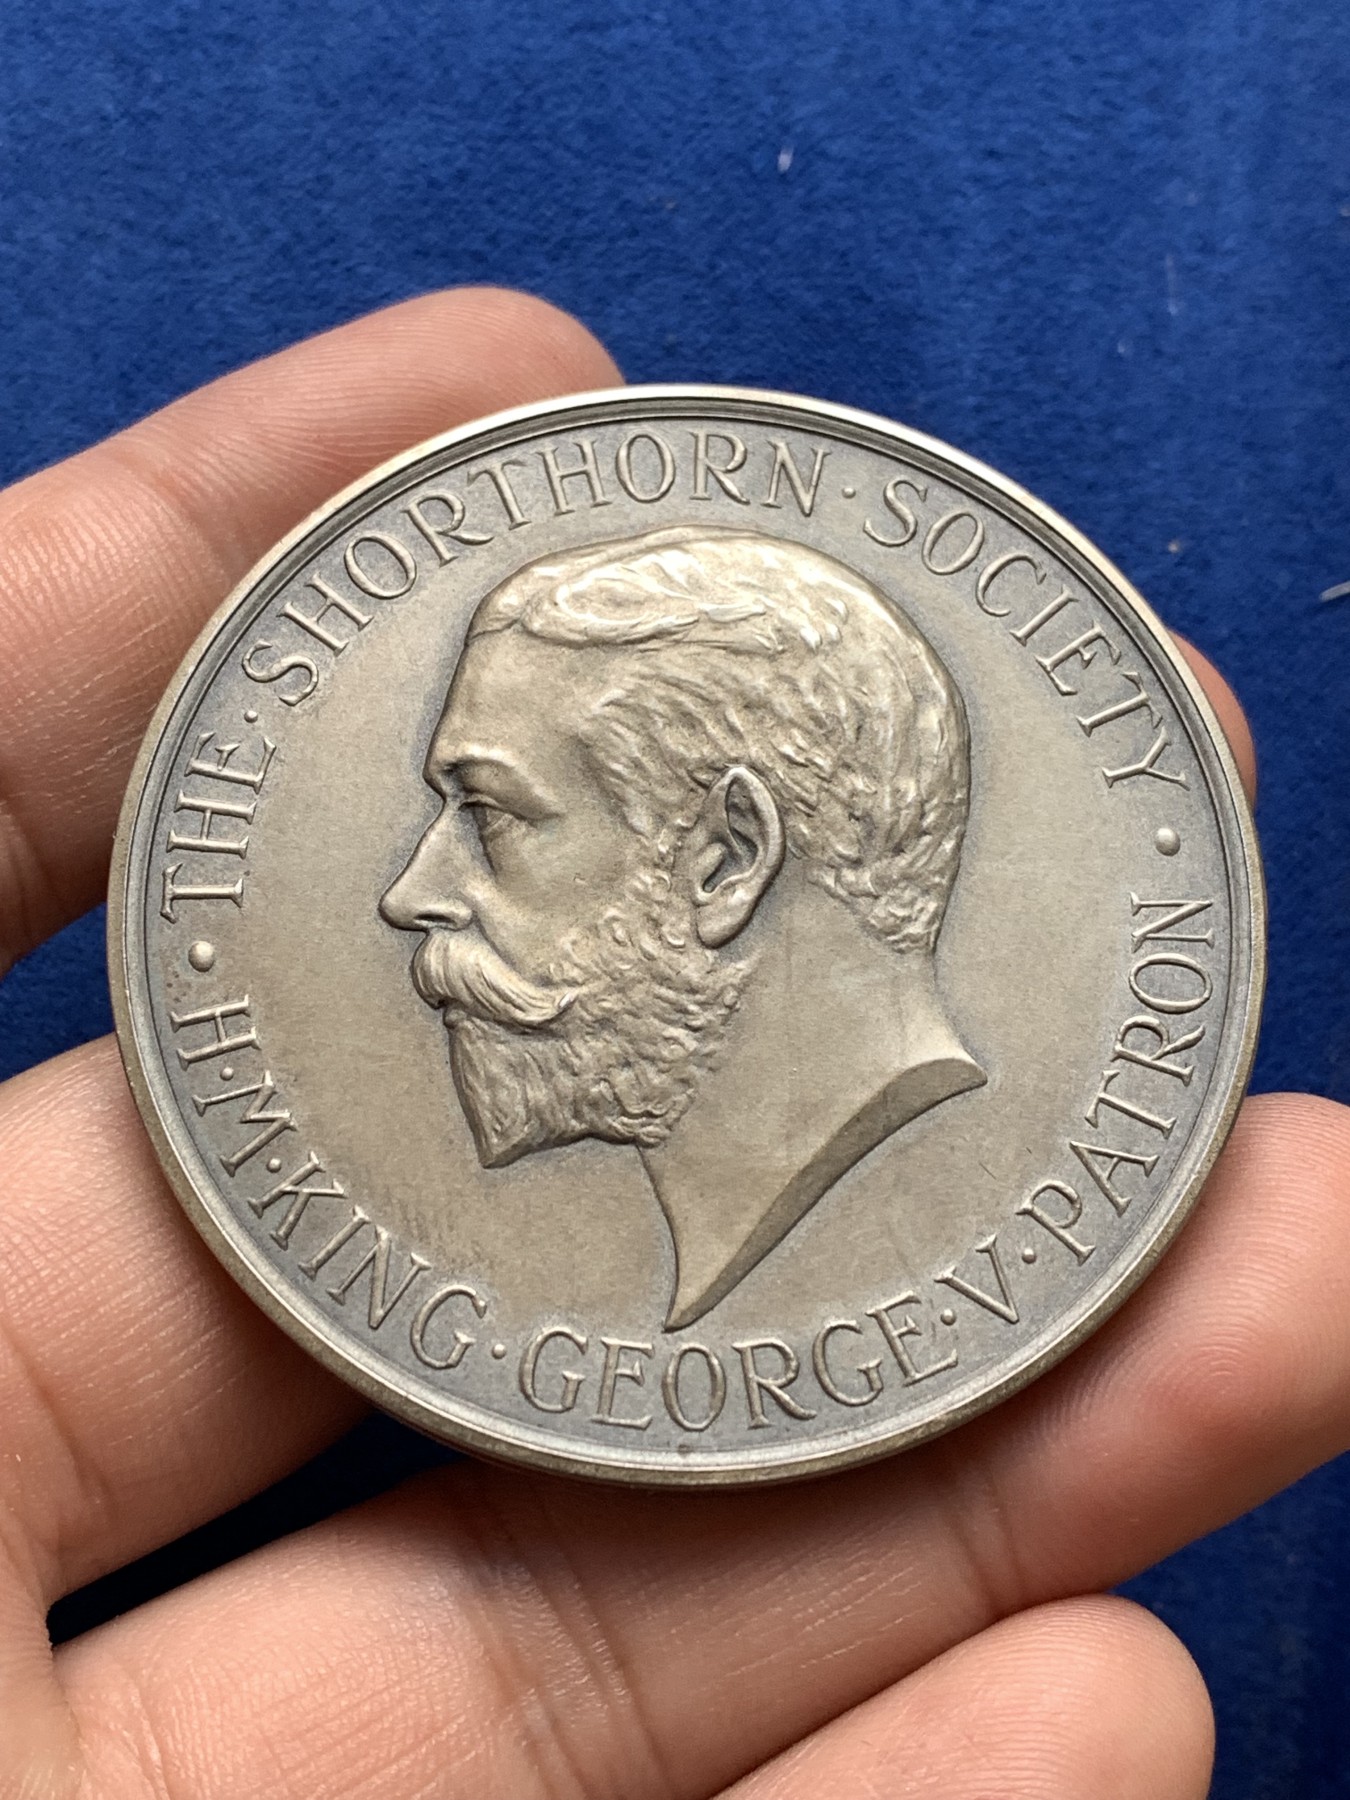 · THE · SHORTHORN · SOCIETY ·
H · M · KING · GEORGE · V · PATRON